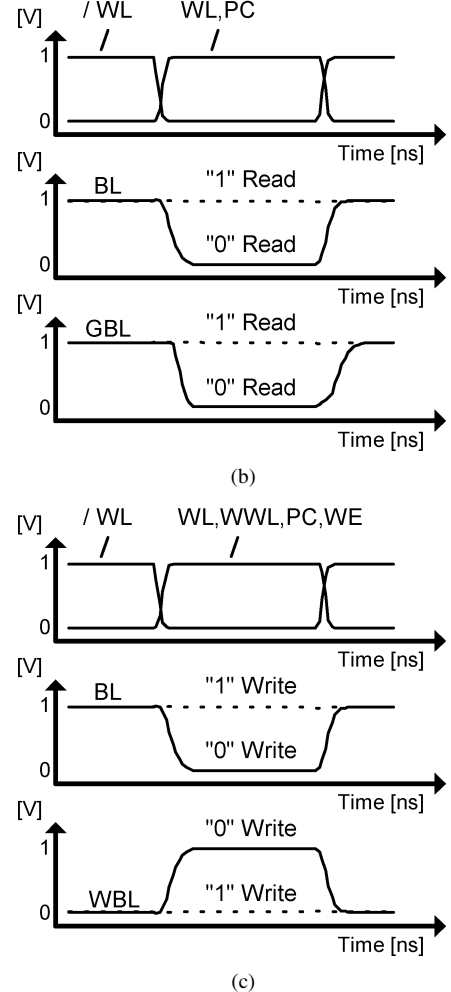 [V] / WL WL,PC
1
0
Time [ns]
[V]
BL "1" Read
1
"0" Read
0
Time [ns]
[V]
GBL "1" Read
1
"0" Read
0
Time [ns]
(b)
[V] / WL WL,WWL,PC,WE
1
0
Time [ns]
[V]
BL "1" Write
1
"0" Write
0
Time [ns]
[V]
"0" Write
1
WBL "1" Write
0
Time [ns]
(c)